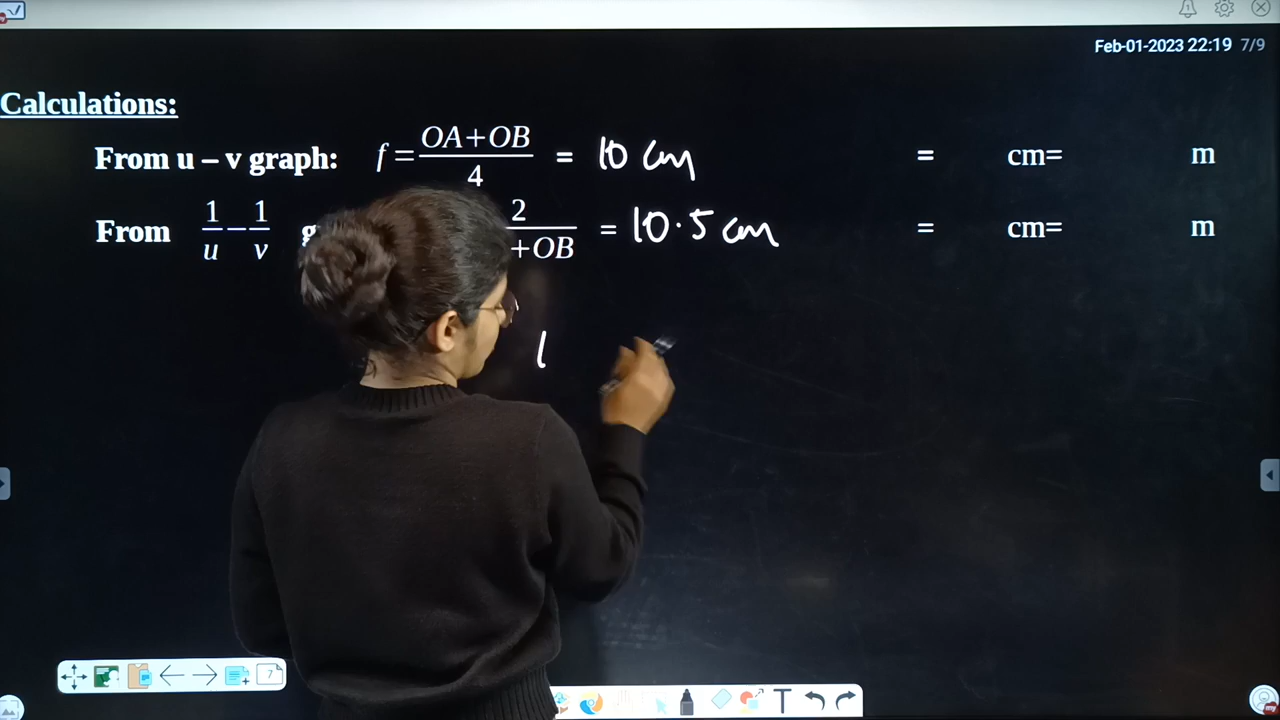 Feb-01-2023 22:19 7/9
Calculations:
From u – v graph: f = OA+OB / 4 = 10 cm = cm= m
From 1/u – 1/v 2 / +OB = 10.5 cm = cm= m
7
T